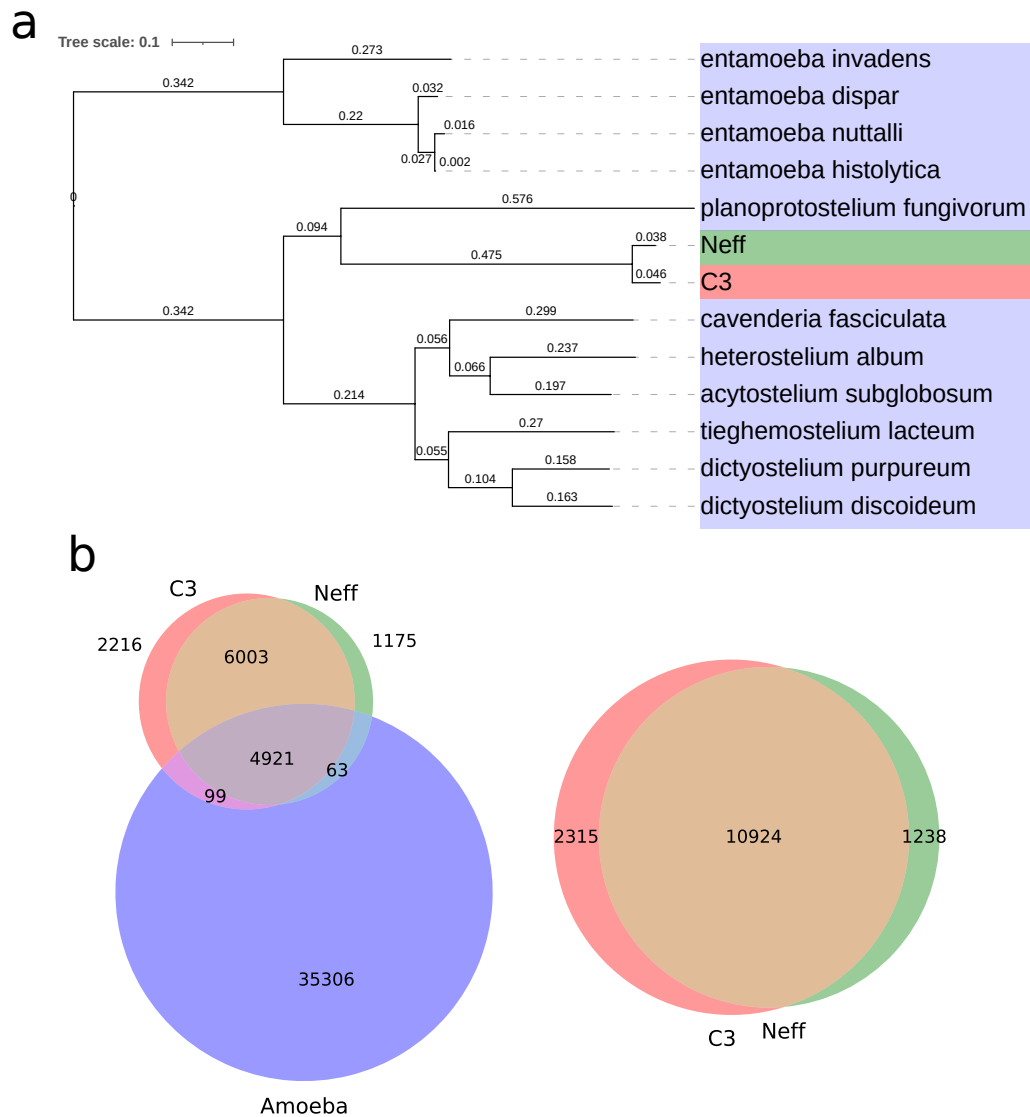 a
Tree scale: 0.1
0.273
entamoeba invadens
0.032
entamoeba dispar
0.342
0.22
0.016
entamoeba nuttalli
0.027
0.002
entamoeba histolytica
0
0.576
planoprotostelium fungivorum
0.094
0.038
Neff
0.475
0.046
C3
0.342
0.299
cavenderia fasciculata
0.056
0.237
heterostelium album
0.066
0.197
acytostelium subglobosum
0.214
0.27
tieghemostelium lacteum
0.055
0.158
dictyostelium purpureum
0.104
0.163
dictyostelium discoideum
b
C3
Neff
2216
1175
6003
4921
63
99
35306
Amoeba
2315
10924
1238
C3
Neff